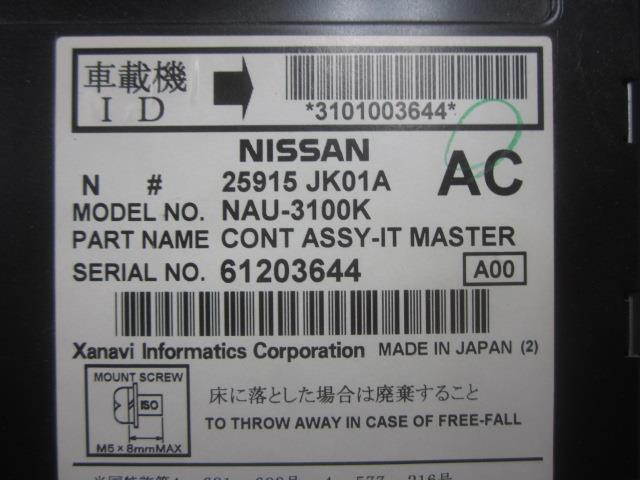 車載機
ID
*3101003644*
NISSAN
N # 25915 JK01A
AC
MODEL NO. NAU-3100K
PART NAME CONT ASSY-IT MASTER
SERIAL NO. 61203644
A00
Xanavi Informatics Corporation MADE IN JAPAN (2)
MOUNT SCREW
ISO
M5×8mmMAX
床に落とした場合は廃棄すること
TO THROW AWAY IN CASE OF FREE-FALL